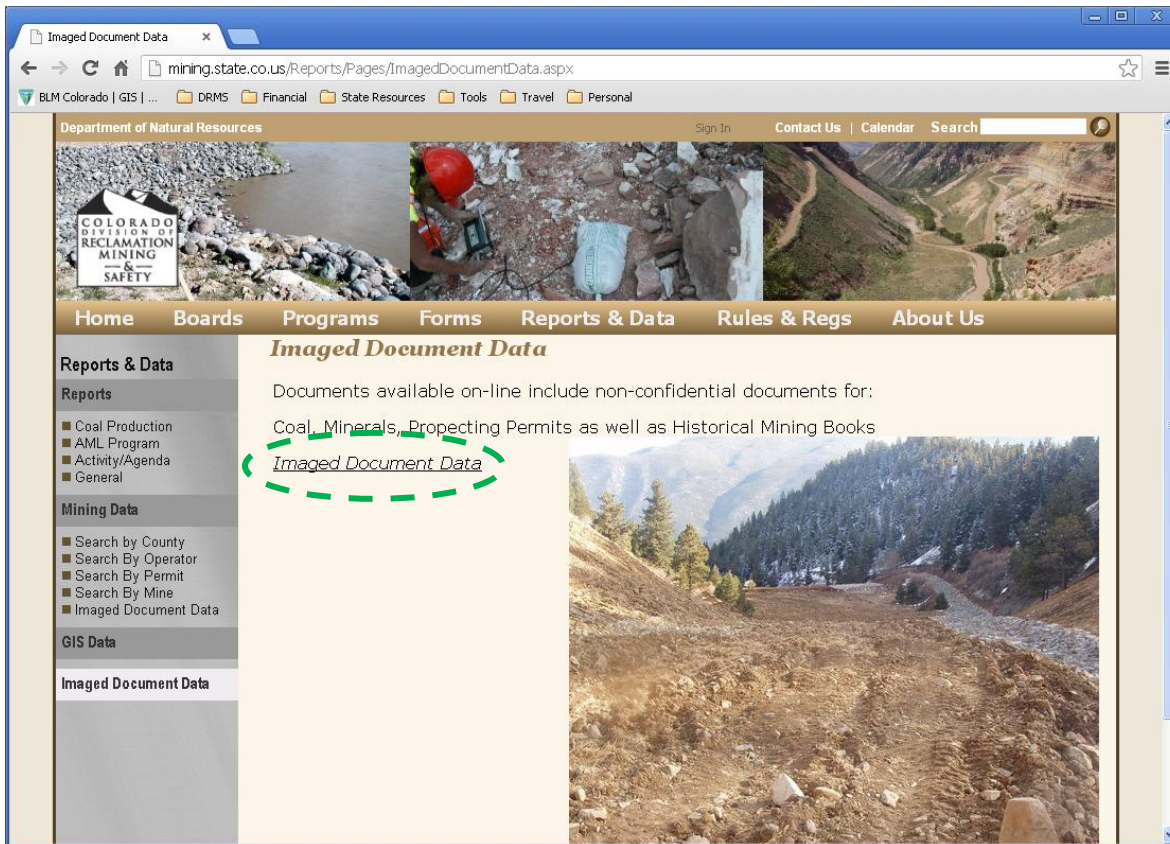 Imaged Document Data
mining.state.co.us/Reports/Pages/ImagedDocumentData.aspx
BLM Colorado | GIS | ... DRMS Financial State Resources Tools Travel Personal
Department of Natural Resources Sign In Contact Us | Calendar Search
COLORADO
DIVISION OF
RECLAMATION
MINING
&
SAFETY
Home Boards Programs Forms Reports & Data Rules & Regs About Us
Reports & Data
Reports
Coal Production
AML Program
Activity/Agenda
General
Mining Data
Search by County
Search By Operator
Search By Permit
Search By Mine
Imaged Document Data
GIS Data
Imaged Document Data
Imaged Document Data
Documents available on-line include non-confidential documents for:
Coal, Minerals, Propecting Permits as well as Historical Mining Books
Imaged Document Data